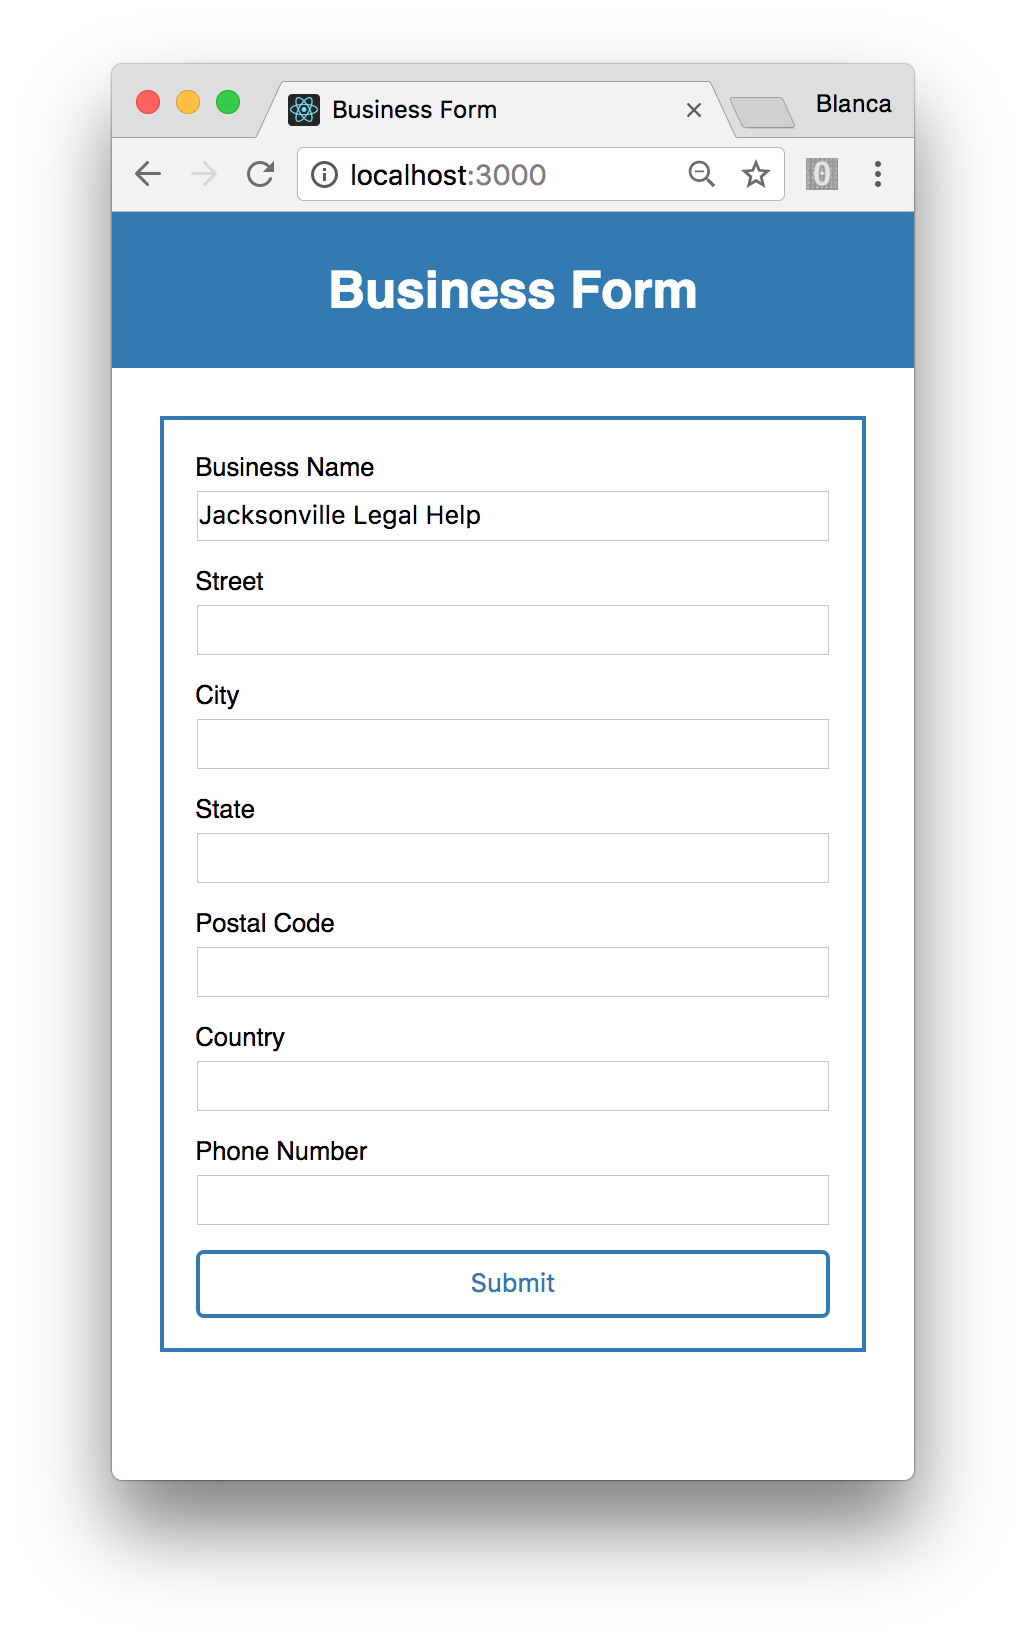 Business Form
Blanca
localhost:3000
0
Business Form
Business Name
Jacksonville Legal Help
Street
City
State
Postal Code
Country
Phone Number
Submit